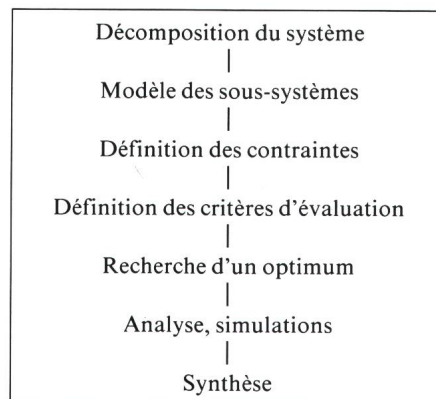 Décomposition du système
Modèle des sous-systèmes
Définition des contraintes
Définition des critères d'évaluation
Recherche d'un optimum
Analyse, simulations
Synthèse